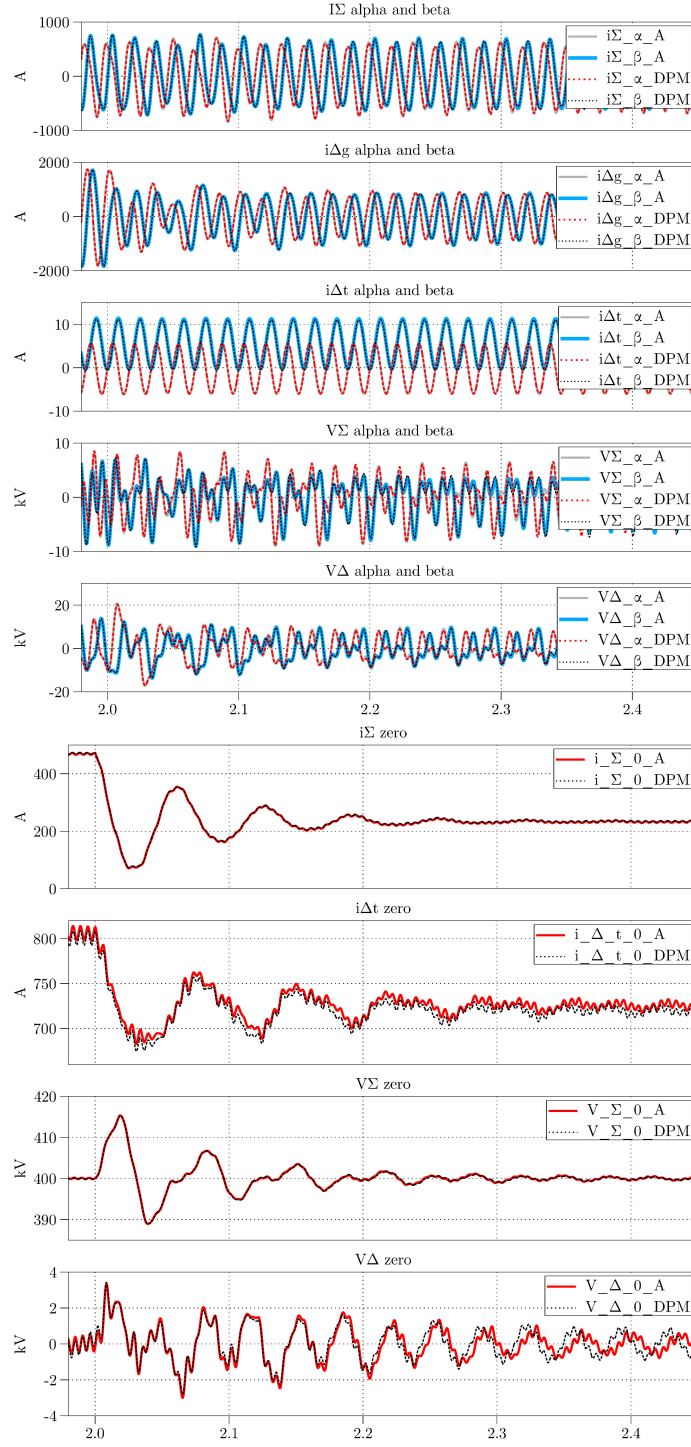 IΣ alpha and beta
1000
0
-1000
A
iΣ_α_A
iΣ_β_A
iΣ_α_DPM
iΣ_β_DPM
iΔg alpha and beta
2000
0
-2000
A
iΔg_α_A
iΔg_β_A
iΔg_α_DPM
iΔg_β_DPM
iΔt alpha and beta
10
0
-10
A
iΔt_α_A
iΔt_β_A
iΔt_α_DPM
iΔt_β_DPM
VΣ alpha and beta
10
0
-10
kV
VΣ_α_A
VΣ_β_A
VΣ_α_DPM
VΣ_β_DPM
VΔ alpha and beta
20
0
-20
kV
VΔ_α_A
VΔ_β_A
VΔ_α_DPM
VΔ_β_DPM
2.0 2.1 2.2 2.3 2.4
iΣ zero
400
200
0
A
i_Σ_0_A
i_Σ_0_DPM
iΔt zero
800
750
700
A
i_Δ_t_0_A
i_Δ_t_0_DPM
VΣ zero
420
410
400
390
kV
V_Σ_0_A
V_Σ_0_DPM
VΔ zero
4
2
0
-2
-4
kV
V_Δ_0_A
V_Δ_0_DPM
2.0 2.1 2.2 2.3 2.4